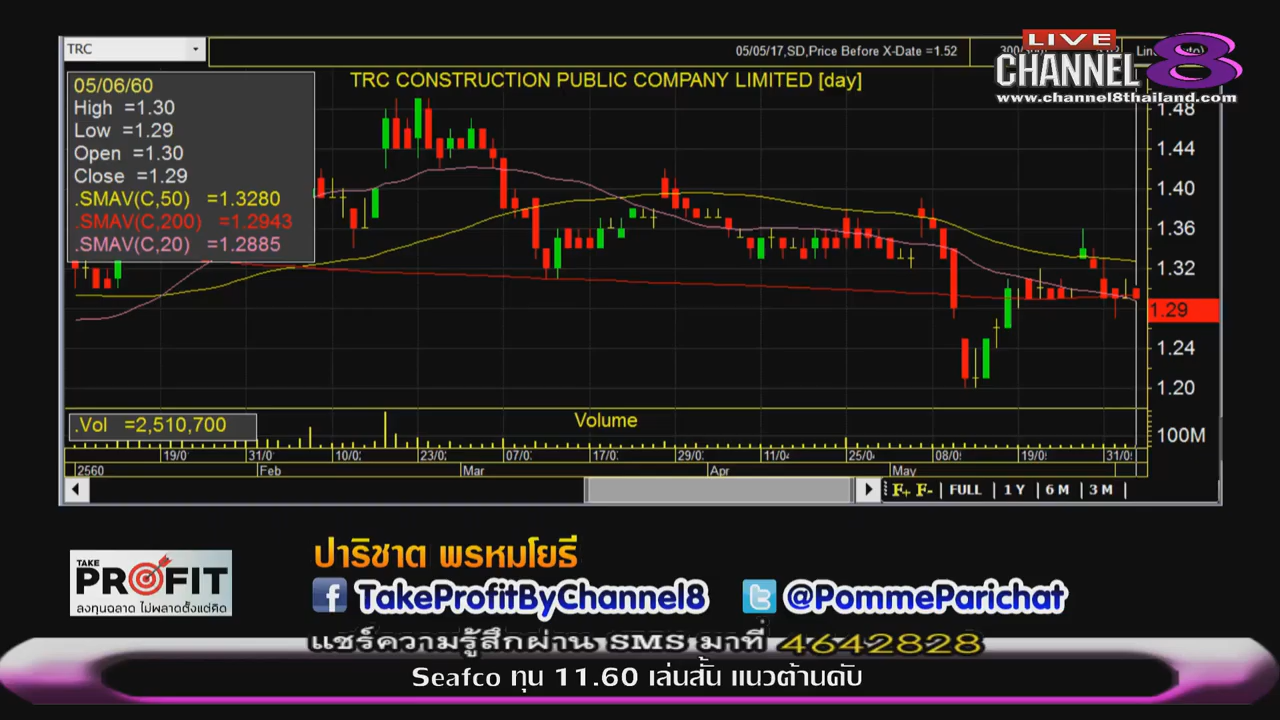 TRC
05/05/17,SD,Price Before X-Date =1.52
LIVE
CHANNEL 8
www.channel8thailand.com
TRC CONSTRUCTION PUBLIC COMPANY LIMITED [day]
05/06/60
High =1.30
Low =1.29
Open =1.30
Close =1.29
.SMAV(C,50) =1.3280
.SMAV(C,200) =1.2943
.SMAV(C,20) =1.2885
1.48
1.44
1.40
1.36
1.32
1.29
1.24
1.20
.Vol =2,510,700
Volume
100M
19/0 31/0 10/0 23/0 07/0 17/0 29/0 11/0 25/0 08/0 19/0 31/0
2560 Feb Mar Apr May
F+ F- FULL 1 Y 6 M 3 M
TAKE
PROFIT
ลงทุนฉลาด ไม่พลาดตั้งแต่คิด
ปาริชาต พรหมโยธี
TakeProfitByChannel8 @PommeParichat
แชร์ความรู้สึกผ่าน SMS มาที่ 4642828
Seafco ทุน 11.60 เล่นสั้น แนวต้านดับ